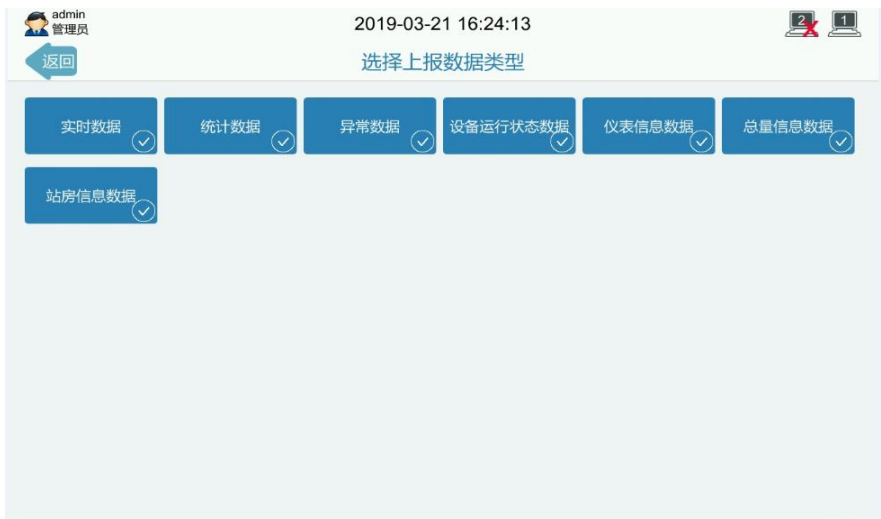 admin
管理员
2019-03-21 16:24:13
2
1
返回
选择上报数据类型
实时数据
统计数据
异常数据
设备运行状态数据
仪表信息数据
总量信息数据
站房信息数据